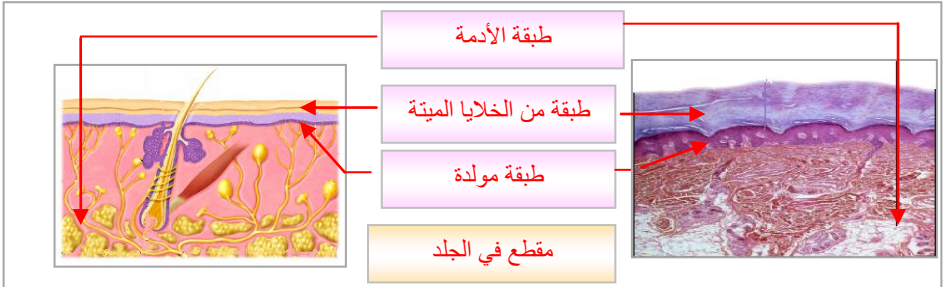 طبقة الأدمة
طبقة من الخلايا الميتة
طبقة مولدة
مقطع في الجلد